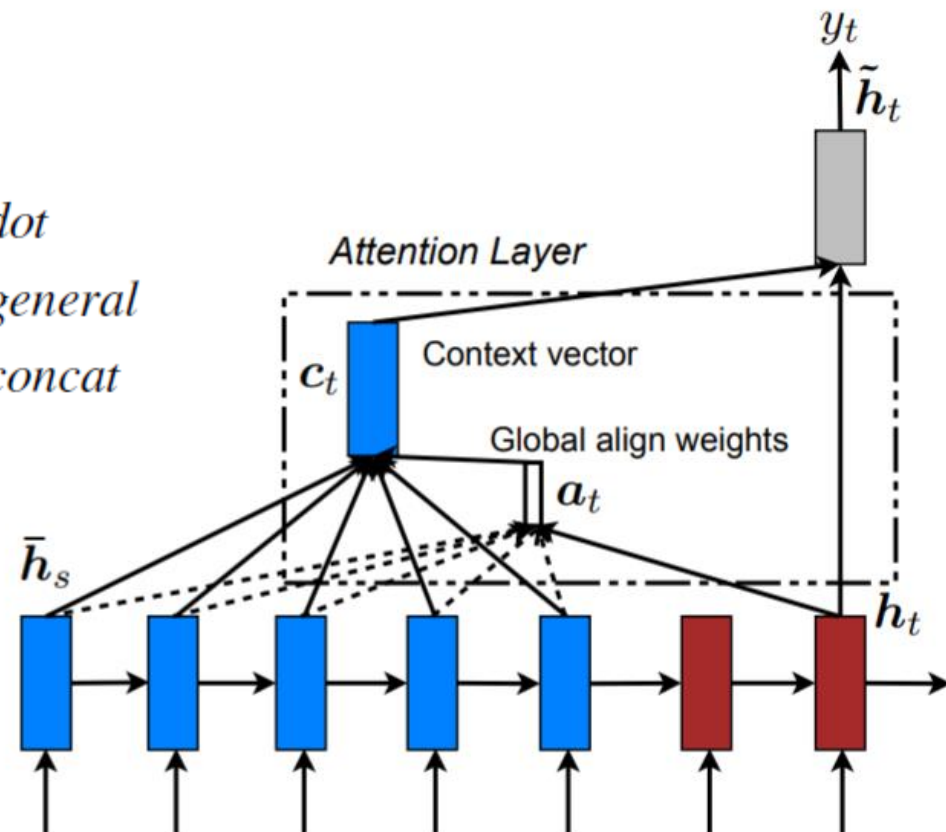 y_t
h̃_t
dot
Attention Layer
general
Context vector
concat
c_t
Global align weights
a_t
h̄_s
h_t